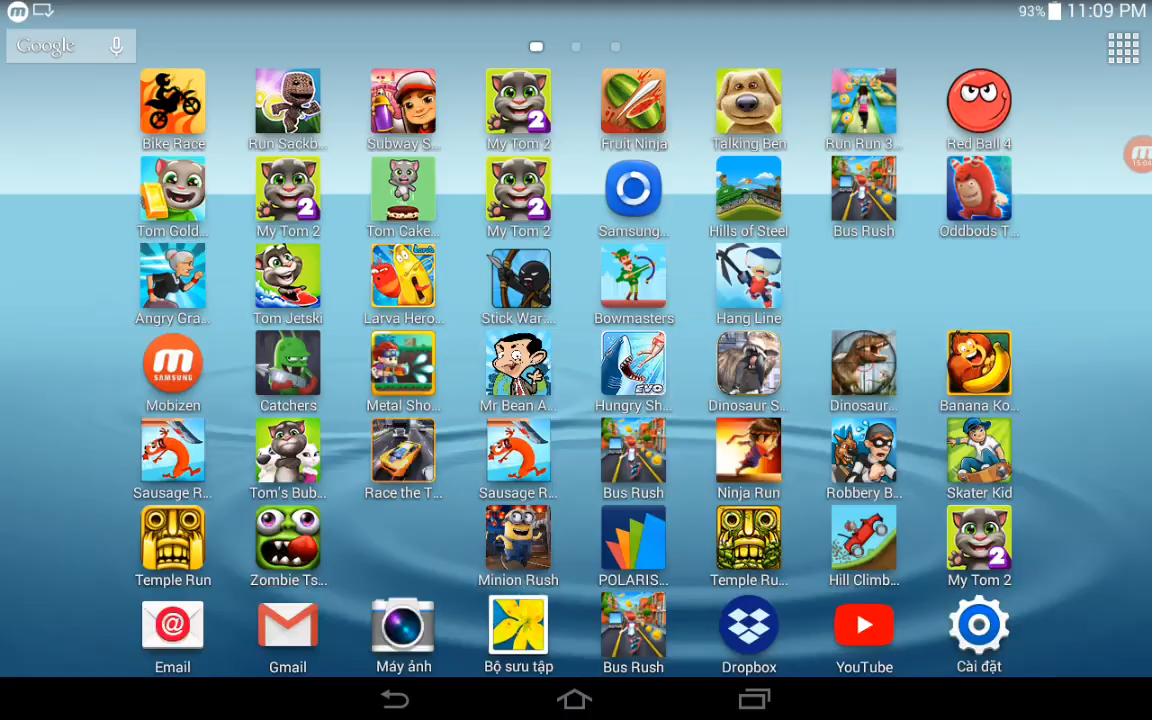 93% 11:09 PM
Google
Bike Race Run Sackb... Subway S... My Tom 2 Fruit Ninja Talking Ben Run Run 3... Red Ball 4
15:04
Tom Gold... My Tom 2 Tom Cake... My Tom 2 Samsung... Hills of Steel Bus Rush Oddbods T...
Angry Gra... Tom Jetski Larva Hero... Stick War:... Bowmasters Hang Line
SAMSUNG
EVO
Mobizen Catchers Metal Sho... Mr Bean A... Hungry Sh... Dinosaur S... Dinosaur... Banana Ko...
Sausage R... Tom's Bub... Race the T... Sausage R... Bus Rush Ninja Run Robbery B... Skater Kid
Temple Run Zombie Ts... Minion Rush POLARIS... Temple Ru... Hill Climb... My Tom 2
Email Gmail Máy ảnh Bộ sưu tập Bus Rush Dropbox YouTube Cài đặt